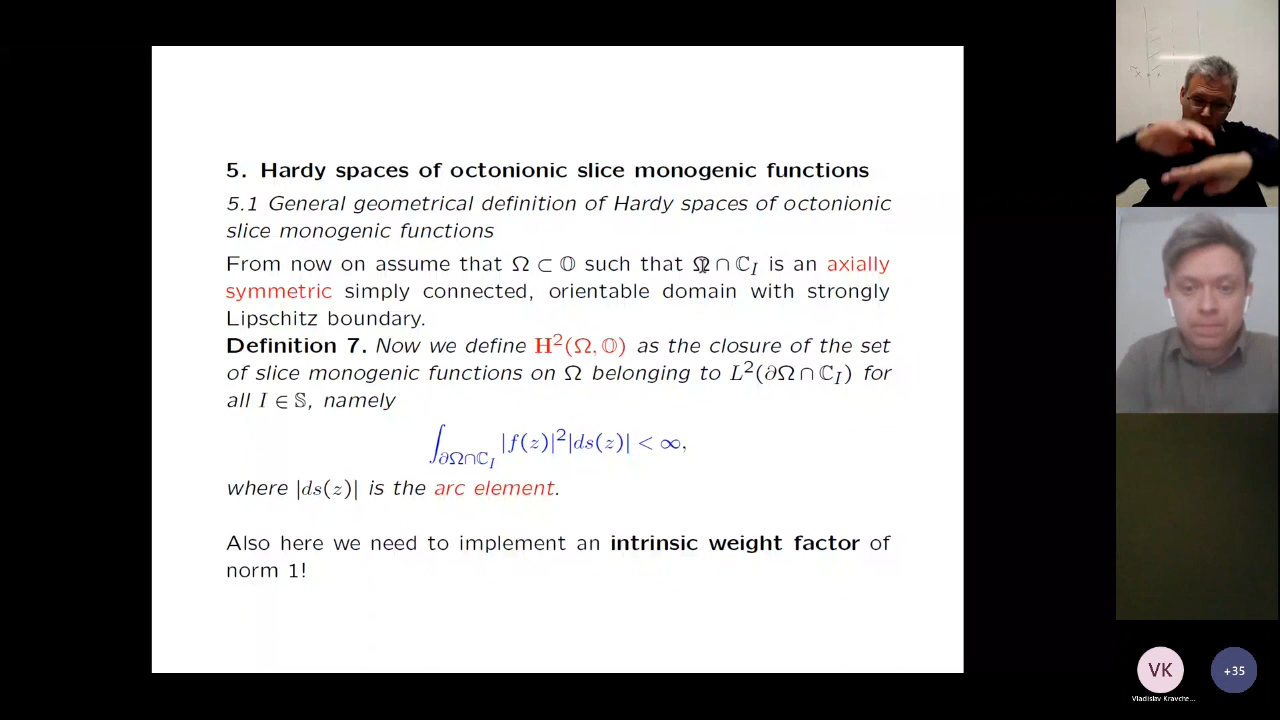 5. Hardy spaces of octonionic slice monogenic functions
5.1 General geometrical definition of Hardy spaces of octonionic
slice monogenic functions
From now on assume that Ω ⊂ 𝕆 such that Ω ∩ ℂ_I is an axially
symmetric simply connected, orientable domain with strongly
Lipschitz boundary.
Definition 7. Now we define H²(Ω, 𝕆) as the closure of the set
of slice monogenic functions on Ω belonging to L²(∂Ω ∩ ℂ_I) for
all I ∈ 𝕊, namely
∫_{∂Ω∩ℂ_I} |f(z)|²|ds(z)| < ∞,
where |ds(z)| is the arc element.
Also here we need to implement an intrinsic weight factor of
norm 1!
VK
+35
Vladislav Kravche...